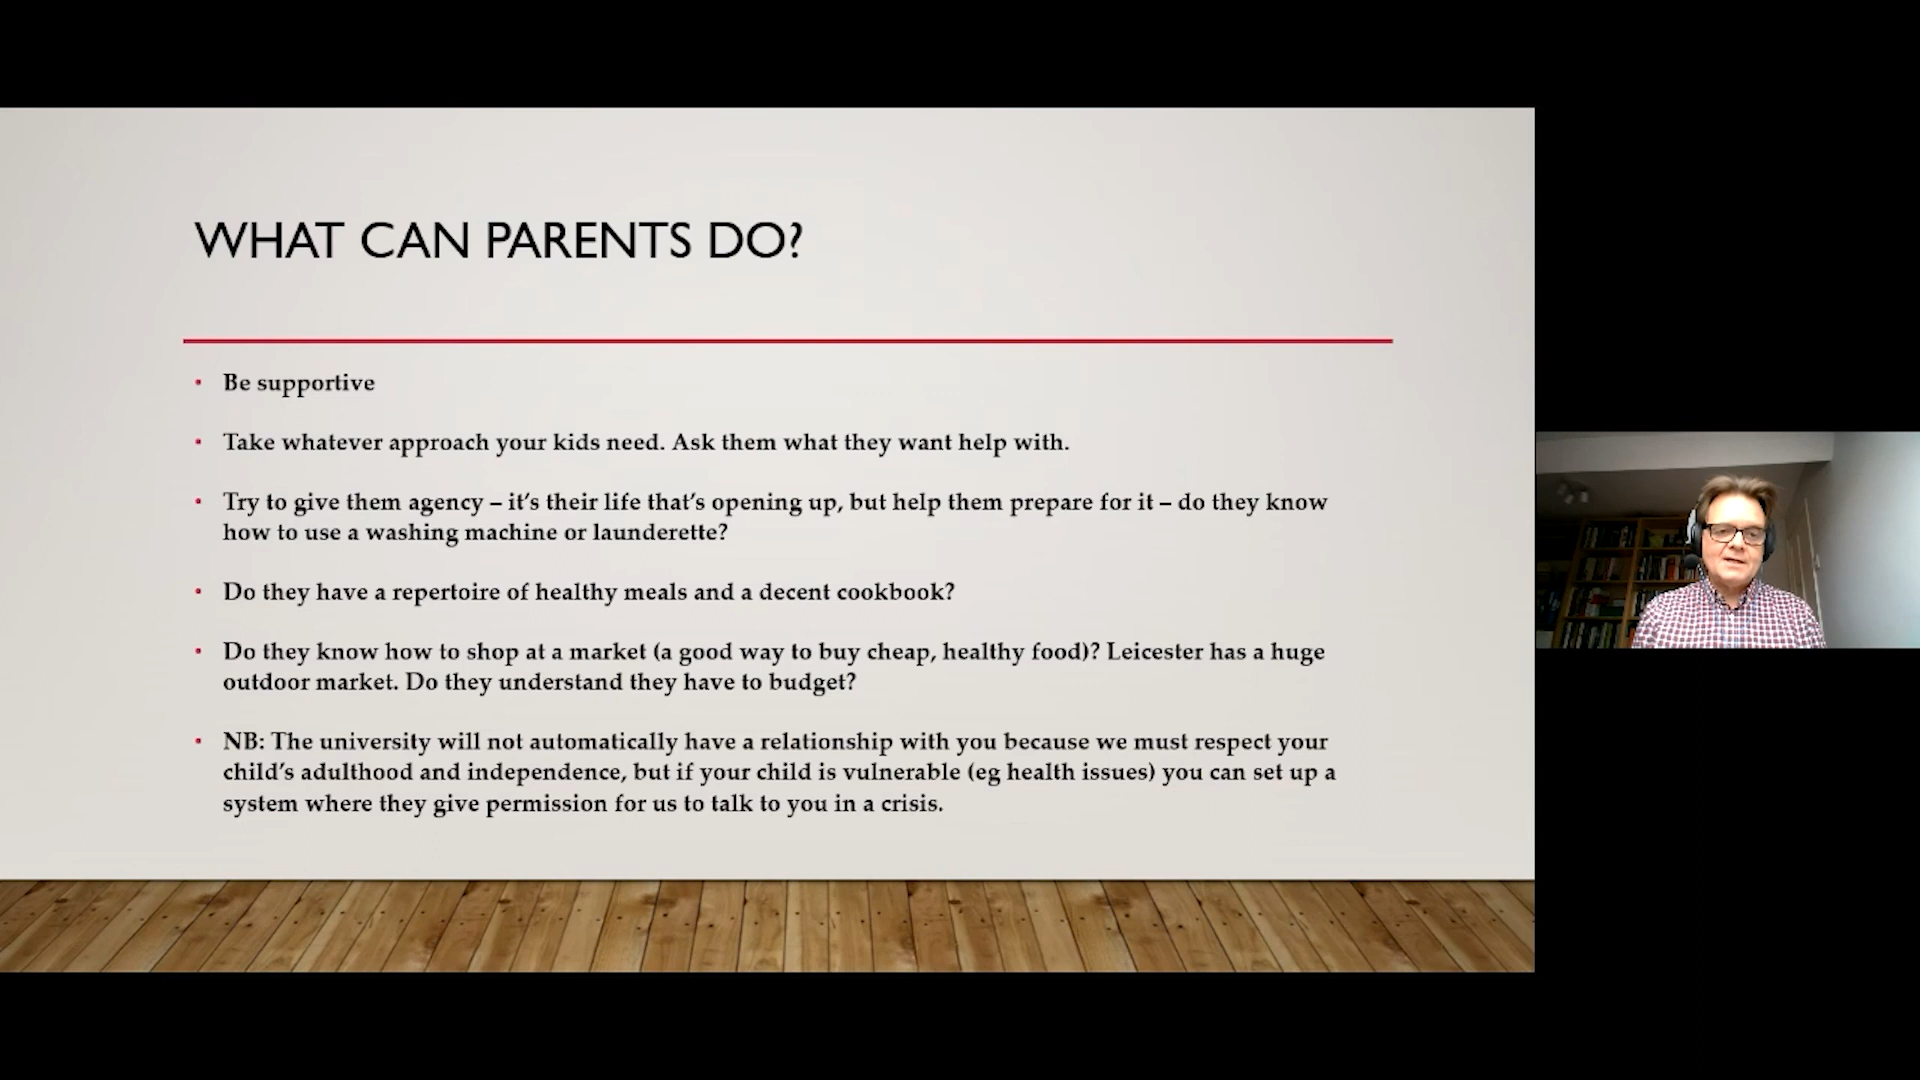 WHAT CAN PARENTS DO?
• Be supportive
• Take whatever approach your kids need. Ask them what they want help with.
• Try to give them agency – it's their life that's opening up, but help them prepare for it – do they know
how to use a washing machine or launderette?
• Do they have a repertoire of healthy meals and a decent cookbook?
• Do they know how to shop at a market (a good way to buy cheap, healthy food)? Leicester has a huge
outdoor market. Do they understand they have to budget?
• NB: The university will not automatically have a relationship with you because we must respect your
child's adulthood and independence, but if your child is vulnerable (eg health issues) you can set up a
system where they give permission for us to talk to you in a crisis.